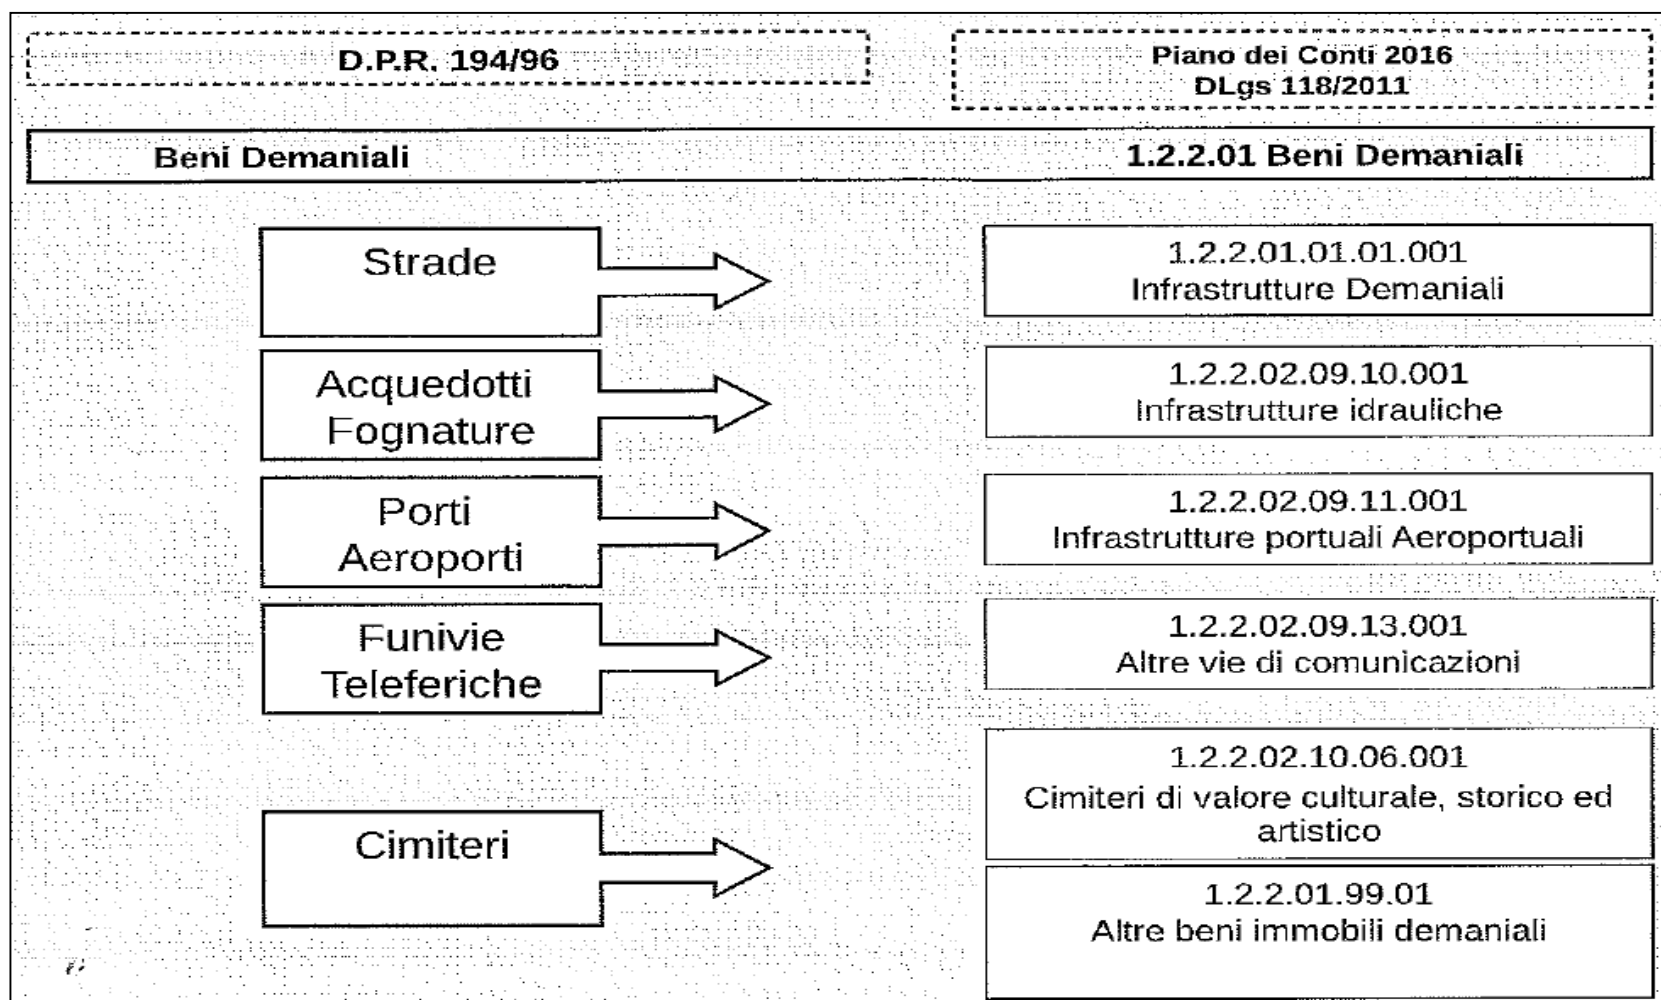 D.P.R. 194/96
Piano dei Conti 2016
DLgs 118/2011
Beni Demaniali
1.2.2.01 Beni Demaniali
Strade
1.2.2.01.01.01.001
Infrastrutture Demaniali
Acquedotti
Fognature
1.2.2.02.09.10.001
Infrastrutture idrauliche
Porti
Aeroporti
1.2.2.02.09.11.001
Infrastrutture portuali Aeroportuali
Funivie
Teleferiche
1.2.2.02.09.13.001
Altre vie di comunicazioni
Cimiteri
1.2.2.02.10.06.001
Cimiteri di valore culturale, storico ed
artistico
1.2.2.01.99.01
Altre beni immobili demaniali